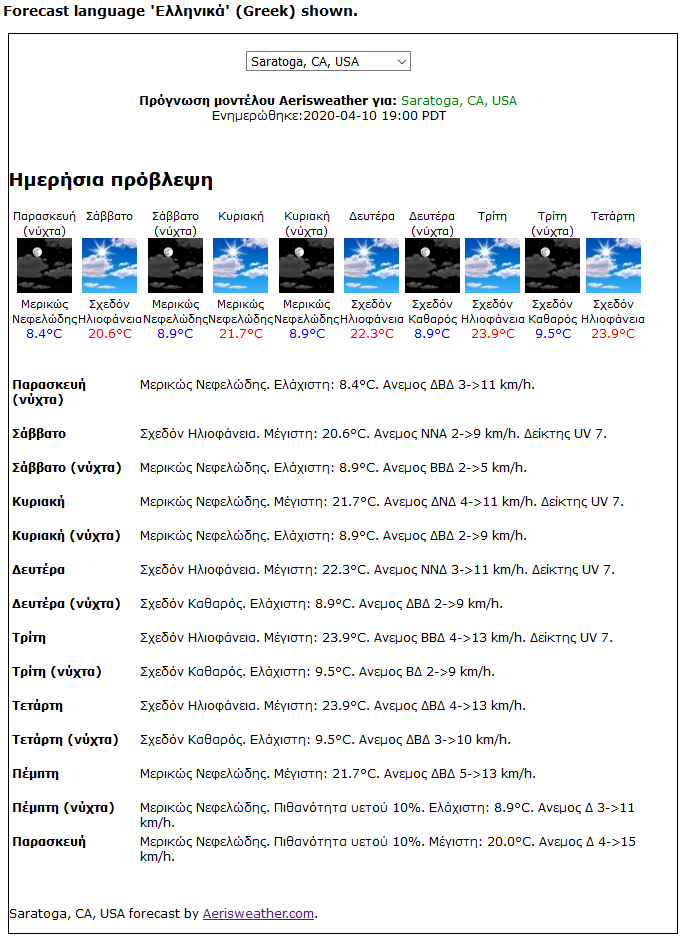 Forecast language 'Ελληνικά' (Greek) shown.
Saratoga, CA, USA
Πρόγνωση μοντέλου Aerisweather για: Saratoga, CA, USA
Ενημερώθηκε:2020-04-10 19:00 PDT
Ημερήσια πρόβλεψη
Παρασκευή Σάββατο Σάββατο Κυριακή Κυριακή Δευτέρα Δευτέρα Τρίτη Τρίτη Τετάρτη
(νύχτα) (νύχτα) (νύχτα) (νύχτα) (νύχτα)
Μερικώς Σχεδόν Μερικώς Μερικώς Μερικώς Σχεδόν Σχεδόν Σχεδόν Σχεδόν Σχεδόν
Νεφελώδης Ηλιοφάνεια Νεφελώδης Νεφελώδης Νεφελώδης Ηλιοφάνεια Καθαρός Ηλιοφάνεια Καθαρός Ηλιοφάνεια
8.4°C 20.6°C 8.9°C 21.7°C 8.9°C 22.3°C 8.9°C 23.9°C 9.5°C 23.9°C
Παρασκευή Μερικώς Νεφελώδης. Ελάχιστη: 8.4°C. Ανεμος ΔΒΔ 3->11 km/h.
(νύχτα)
Σάββατο Σχεδόν Ηλιοφάνεια. Μέγιστη: 20.6°C. Ανεμος ΝΝΑ 2->9 km/h. Δείκτης UV 7.
Σάββατο (νύχτα) Μερικώς Νεφελώδης. Ελάχιστη: 8.9°C. Ανεμος ΒΒΔ 2->5 km/h.
Κυριακή Μερικώς Νεφελώδης. Μέγιστη: 21.7°C. Ανεμος ΔΝΔ 4->11 km/h. Δείκτης UV 7.
Κυριακή (νύχτα) Μερικώς Νεφελώδης. Ελάχιστη: 8.9°C. Ανεμος ΔΒΔ 2->9 km/h.
Δευτέρα Σχεδόν Ηλιοφάνεια. Μέγιστη: 22.3°C. Ανεμος ΝΝΔ 3->11 km/h. Δείκτης UV 7.
Δευτέρα (νύχτα) Σχεδόν Καθαρός. Ελάχιστη: 8.9°C. Ανεμος ΔΒΔ 2->9 km/h.
Τρίτη Σχεδόν Ηλιοφάνεια. Μέγιστη: 23.9°C. Ανεμος ΒΒΔ 4->13 km/h. Δείκτης UV 7.
Τρίτη (νύχτα) Σχεδόν Καθαρός. Ελάχιστη: 9.5°C. Ανεμος ΒΔ 2->9 km/h.
Τετάρτη Σχεδόν Ηλιοφάνεια. Μέγιστη: 23.9°C. Ανεμος ΔΒΔ 4->13 km/h.
Τετάρτη (νύχτα) Σχεδόν Καθαρός. Ελάχιστη: 9.5°C. Ανεμος ΔΒΔ 3->10 km/h.
Πέμπτη Μερικώς Νεφελώδης. Μέγιστη: 21.7°C. Ανεμος ΔΒΔ 5->13 km/h.
Πέμπτη (νύχτα) Μερικώς Νεφελώδης. Πιθανότητα υετού 10%. Ελάχιστη: 8.9°C. Ανεμος Δ 3->11
km/h.
Παρασκευή Μερικώς Νεφελώδης. Πιθανότητα υετού 10%. Μέγιστη: 20.0°C. Ανεμος Δ 4->15
km/h.
Saratoga, CA, USA forecast by Aerisweather.com.